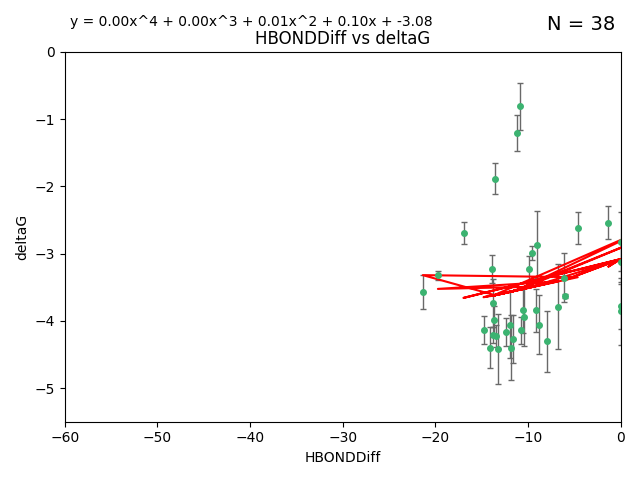 y = 0.00x^4 + 0.00x^3 + 0.01x^2 + 0.10x + -3.08
N = 38
HBONDDiff vs deltaG
0
−1
−2
−3
−4
−5
deltaG
−60 −50 −40 −30 −20 −10 0
HBONDDiff